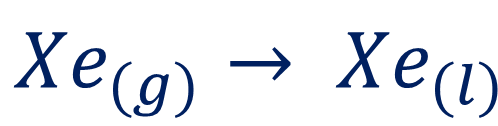 Xe(g) → Xe(l)